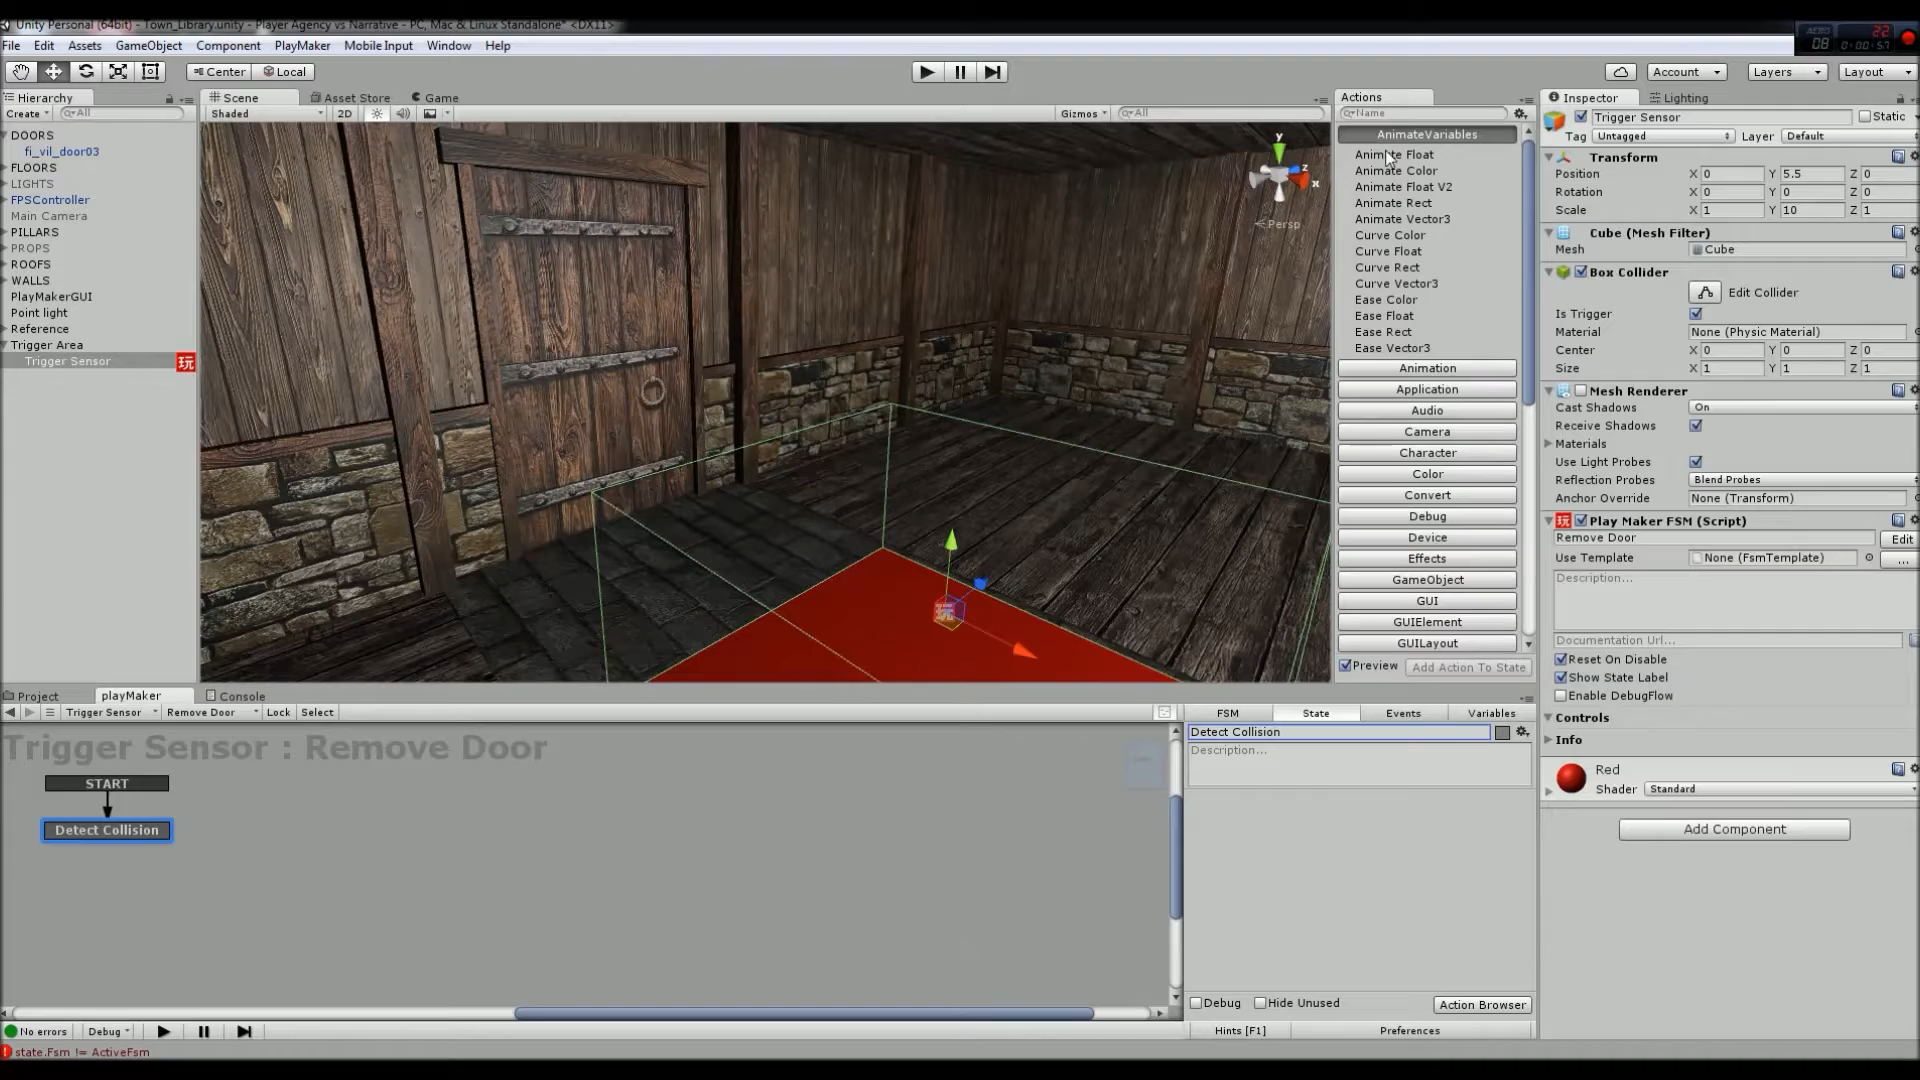 Unity Personal (64bit) - Town_Library.unity - Player Agency vs Narrative - PC, Mac & Linux Standalone* <DX11>
File Edit Assets GameObject Component PlayMaker Mobile Input Window Help
AERO 08 22 0:00:57
Center Local Account Layers Layout
Hierarchy
Create All
DOORS
fi_vil_door03
FLOORS
LIGHTS
FPSController
Main Camera
PILLARS
PROPS
ROOFS
WALLS
PlayMakerGUI
Point light
Reference
Trigger Area
Trigger Sensor 玩
Scene Asset Store Game
Shaded 2D Gizmos All
y
z
x
Persp
玩
Actions
Name
AnimateVariables
Animate Float
Animate Color
Animate Float V2
Animate Rect
Animate Vector3
Curve Color
Curve Float
Curve Rect
Curve Vector3
Ease Color
Ease Float
Ease Rect
Ease Vector3
Animation
Application
Audio
Camera
Character
Color
Convert
Debug
Device
Effects
GameObject
GUI
GUIElement
GUILayout
Preview Add Action To State
Inspector Lighting
Trigger Sensor Static
Tag Untagged Layer Default
Transform
Position X 0 Y 5.5 Z 0
Rotation X 0 Y 0 Z 0
Scale X 1 Y 10 Z 1
Cube (Mesh Filter)
Mesh Cube
Box Collider
Edit Collider
Is Trigger
Material None (Physic Material)
Center X 0 Y 0 Z 0
Size X 1 Y 1 Z 1
Mesh Renderer
Cast Shadows On
Receive Shadows
Materials
Use Light Probes
Reflection Probes Blend Probes
Anchor Override None (Transform)
玩 Play Maker FSM (Script)
Remove Door Edit
Use Template None (FsmTemplate) ...
Description...
Documentation Url...
Reset On Disable
Show State Label
Enable DebugFlow
Controls
Info
Red
Shader Standard
Add Component
Project playMaker Console
Trigger Sensor Remove Door Lock Select
Trigger Sensor : Remove Door
START
Detect Collision
FSM State Events Variables
Detect Collision
Description...
Debug Hide Unused Action Browser
Hints [F1] Preferences
No errors Debug
state.Fsm != ActiveFsm